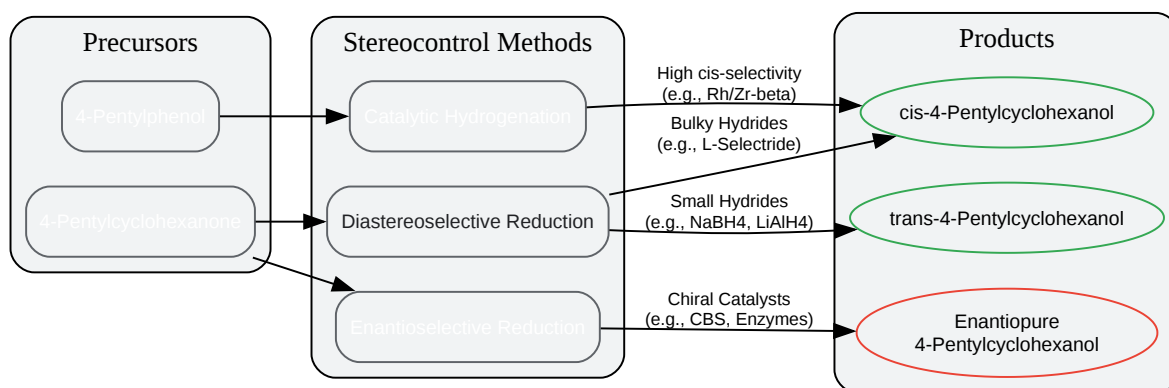 Precursors
4-Pentylphenol
4-Pentylcyclohexanone
Stereocontrol Methods
Catalytic Hydrogenation
Diastereoselective Reduction
Enantioselective Reduction
High cis-selectivity
(e.g., Rh/Zr-beta)
Bulky Hydrides
(e.g., L-Selectride)
Small Hydrides
(e.g., NaBH4, LiAlH4)
Chiral Catalysts
(e.g., CBS, Enzymes)
Products
cis-4-Pentylcyclohexanol
trans-4-Pentylcyclohexanol
Enantiopure
4-Pentylcyclohexanol